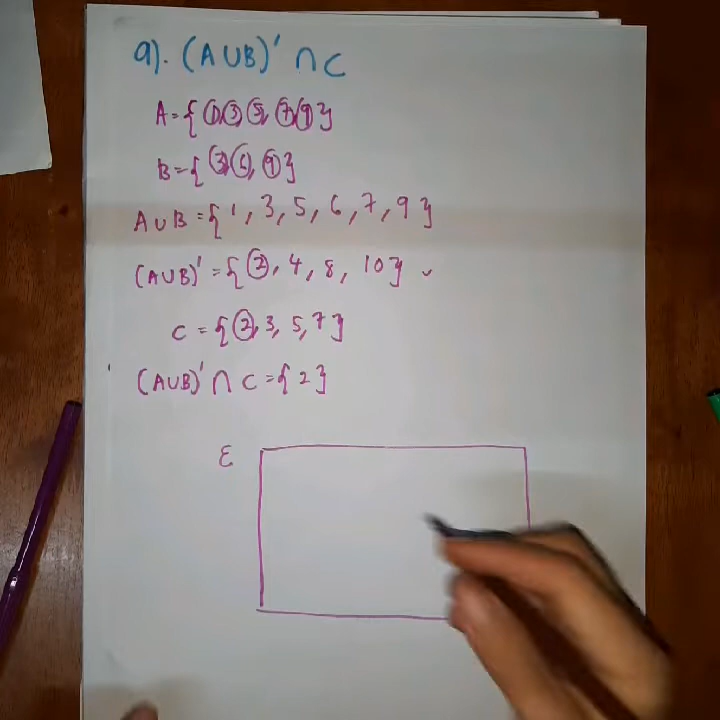 a). (A∪B)' ∩ C
A={1,3,5,7,9}
B={3,6,9}
A∪B={1, 3, 5, 6, 7, 9}
(A∪B)'={2, 4, 8, 10} ✓
C={2,3, 5,7}
(A∪B)' ∩ C={2}
ε